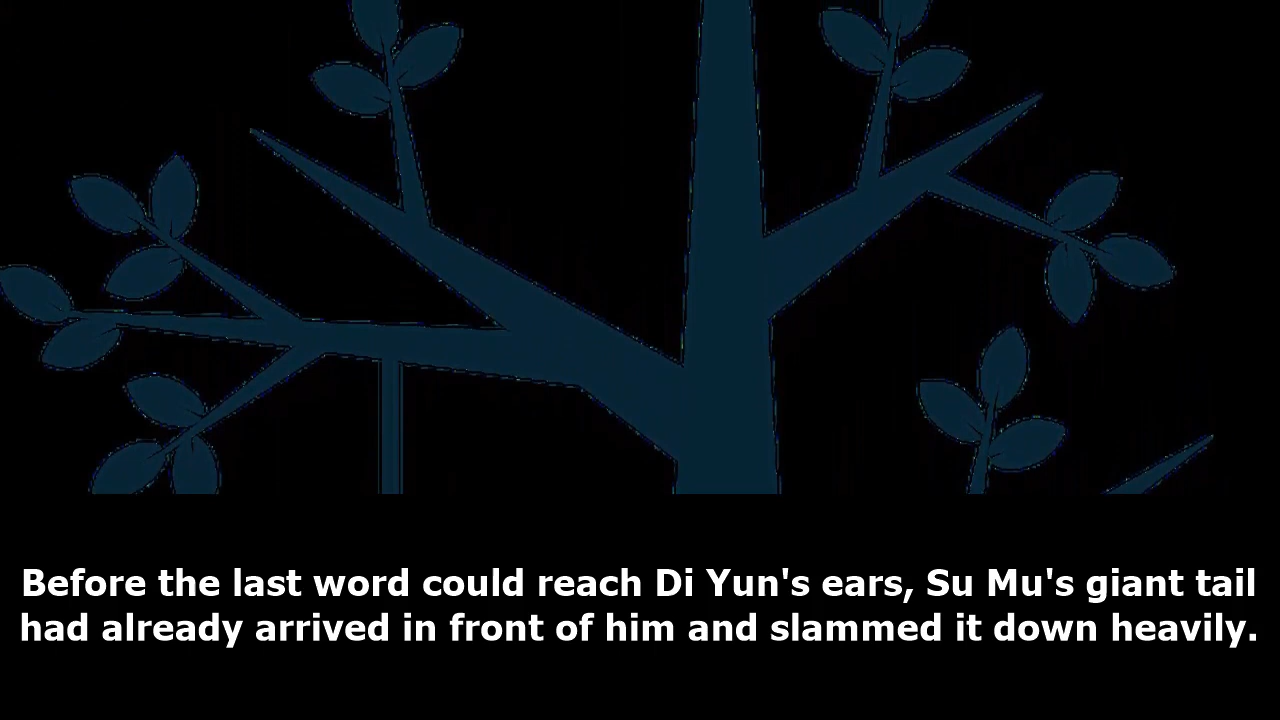 Before the last word could reach Di Yun's ears, Su Mu's giant tail
had already arrived in front of him and slammed it down heavily.